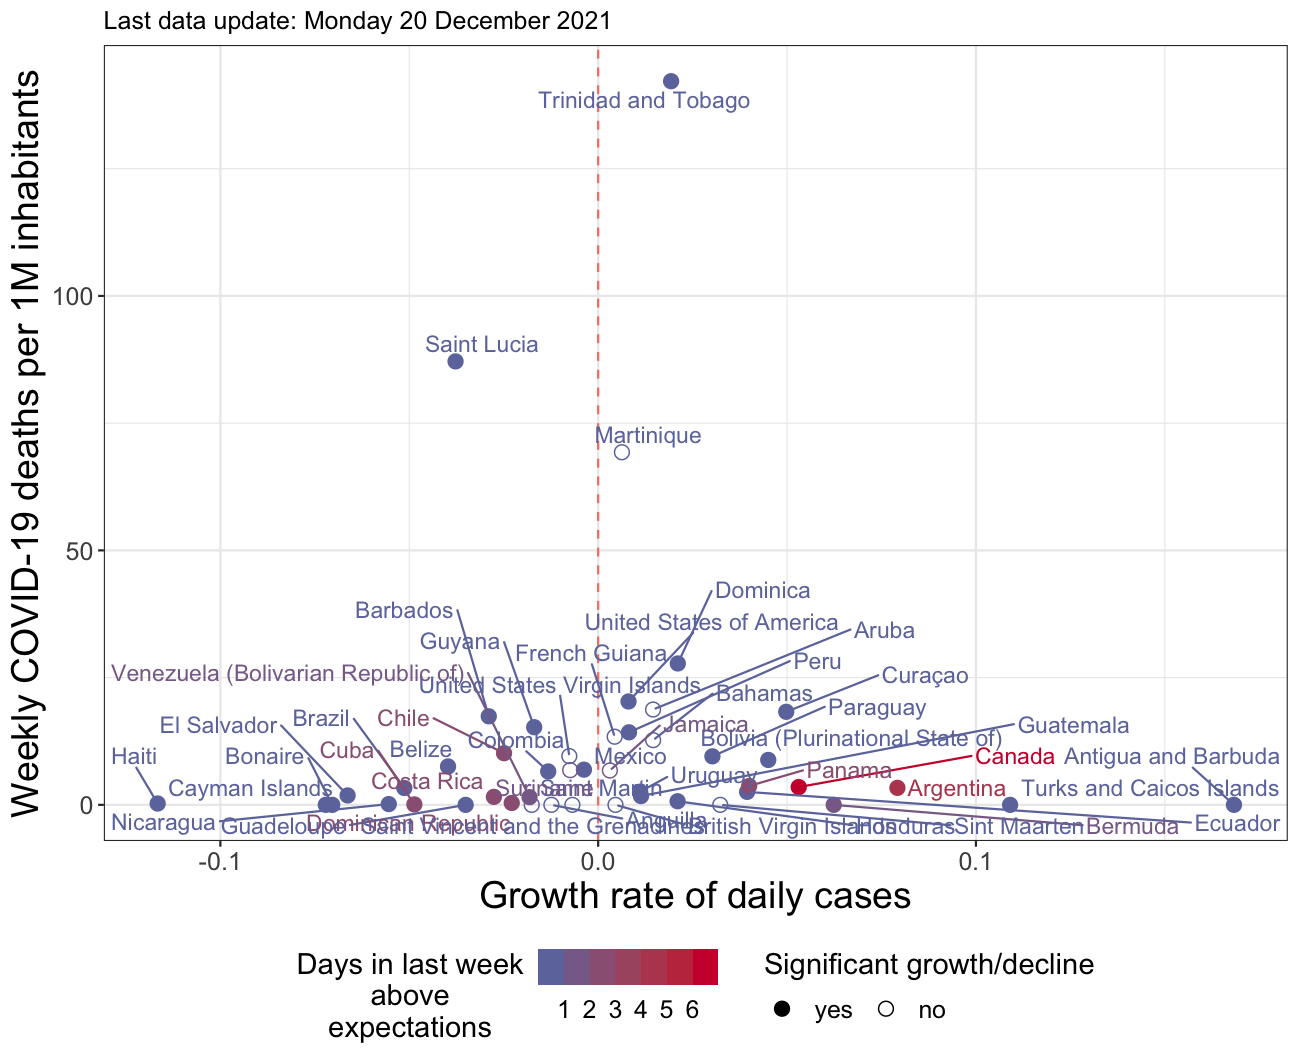 Last data update: Monday 20 December 2021
Weekly COVID-19 deaths per 1M inhabitants
100
50
0
Trinidad and Tobago
Saint Lucia
Martinique
Dominica
Barbados
United States of America
Aruba
Guyana
French Guiana
Peru
Venezuela (Bolivarian Republic of)
Curaçao
United States Virgin Islands
Bahamas
Paraguay
El Salvador
Brazil
Chile
Jamaica
Guatemala
Colombia
Bolivia (Plurinational State of)
Haiti
Bonaire
Cuba
Belize
Mexico
Canada
Antigua and Barbuda
Panama
Uruguay
Cayman Islands
Costa Rica
Suriname
Saint Martin
Argentina
Turks and Caicos Islands
Nicaragua
Guadeloupe
Dominican Republic
Saint Vincent and the Grenadines
Anguilla
British Virgin Islands
Honduras
Sint Maarten
Bermuda
Ecuador
-0.1
0.0
0.1
Growth rate of daily cases
Days in last week
above
expectations
1 2 3 4 5 6
Significant growth/decline
yes
no